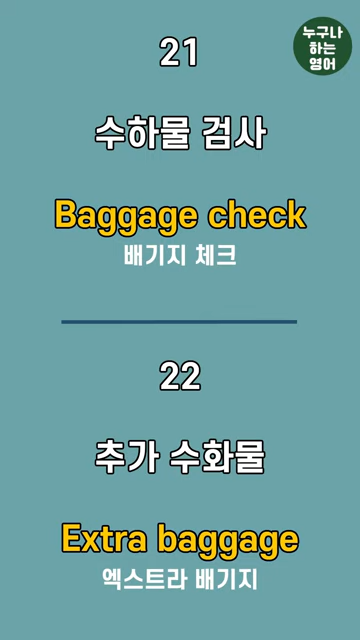 21
누구나
하는
영어
수하물 검사
Baggage check
배기지 체크
22
추가 수화물
Extra baggage
엑스트라 배기지